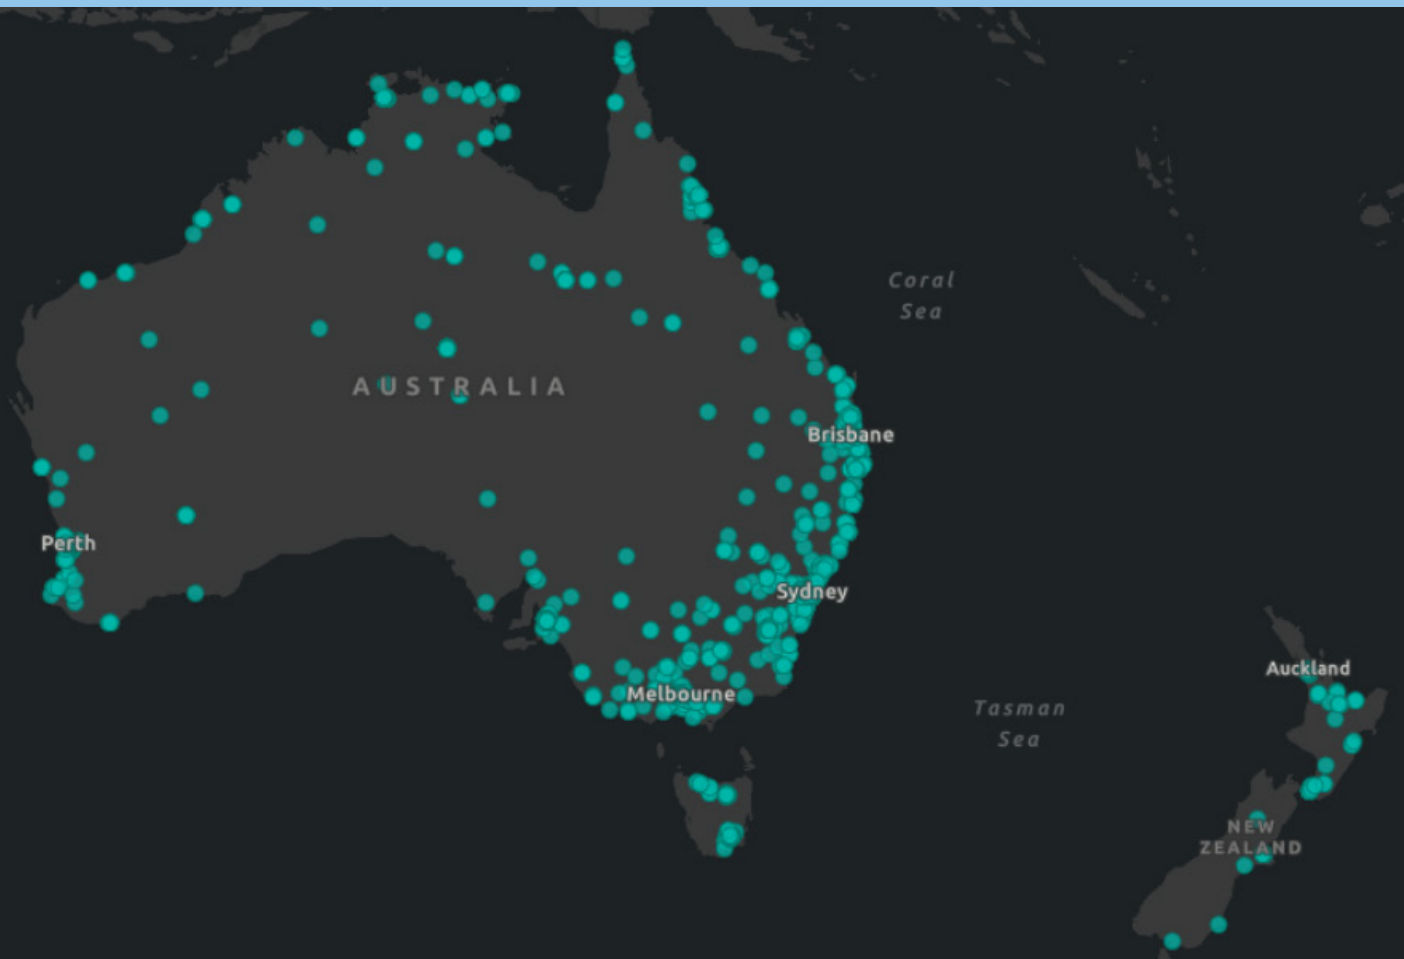 Coral
Sea
AUSTRALIA
Brisbane
Perth
Sydney
Auckland
Melbourne
Tasman
Sea
NEW
ZEALAND